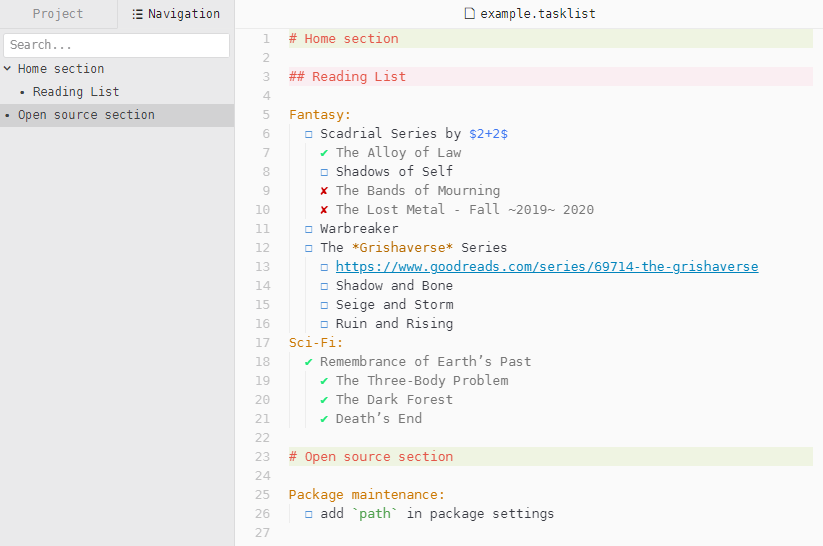 Project
Navigation
example.tasklist
Search...
Home section
• Reading List
• Open source section
1 # Home section
2
3 ## Reading List
4
5 Fantasy:
6 ☐ Scadrial Series by $2+2$
7 ✔ The Alloy of Law
8 ☐ Shadows of Self
9 ✘ The Bands of Mourning
10 ✘ The Lost Metal - Fall ~2019~ 2020
11 ☐ Warbreaker
12 ☐ The *Grishaverse* Series
13 ☐ https://www.goodreads.com/series/69714-the-grishaverse
14 ☐ Shadow and Bone
15 ☐ Seige and Storm
16 ☐ Ruin and Rising
17 Sci-Fi:
18 ✔ Remembrance of Earth’s Past
19 ✔ The Three-Body Problem
20 ✔ The Dark Forest
21 ✔ Death’s End
22
23 # Open source section
24
25 Package maintenance:
26 ☐ add `path` in package settings
27